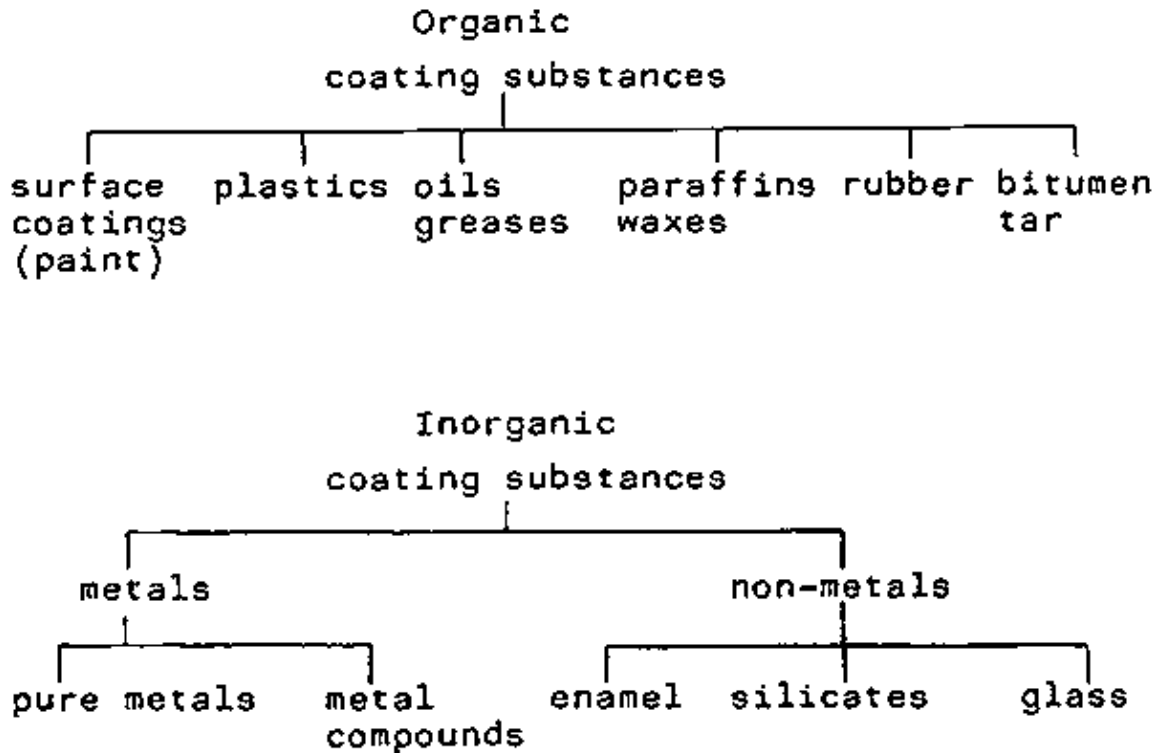 Organic
coating substances
surface plastics oils paraffins rubber bitumen
coatings greases waxes tar
(paint)
Inorganic
coating substances
metals non-metals
pure metals metal enamel silicates glass
compounds